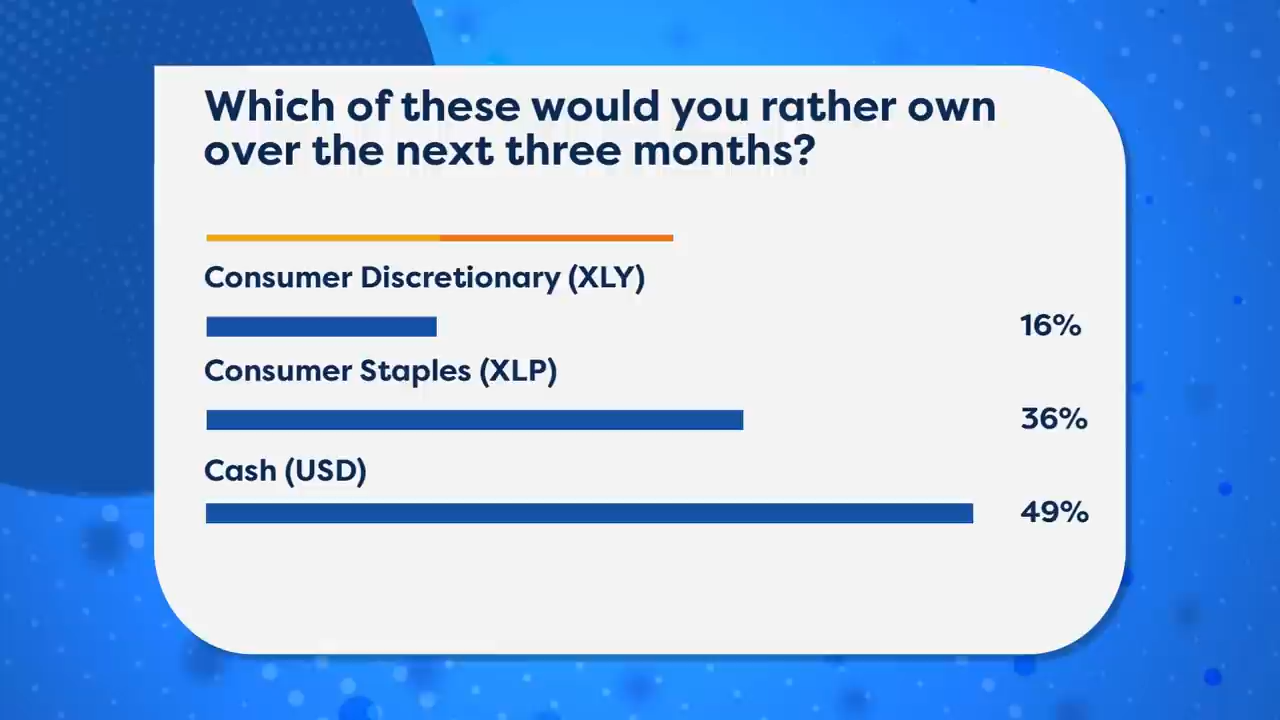 Which of these would you rather own
over the next three months?
Consumer Discretionary (XLY)
16%
Consumer Staples (XLP)
36%
Cash (USD)
49%